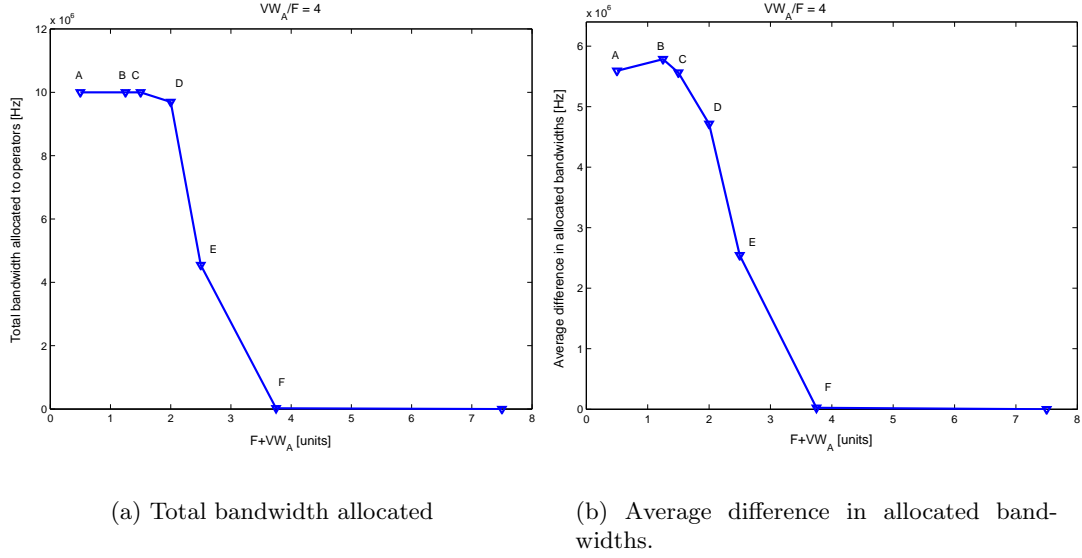 VW_A/F = 4
x 10^6
12
10
8
6
4
2
0
0 1 2 3 4 5 6 7 8
Total bandwidth allocated to operators [Hz]
F+VW_A [units]
A
B
C
D
E
F
(a) Total bandwidth allocated
VW_A/F = 4
x 10^6
6
5
4
3
2
1
0
0 1 2 3 4 5 6 7 8
Average difference in allocated bandwidths [Hz]
F+VW_A [units]
A
B
C
D
E
F
(b) Average difference in allocated band-
widths.